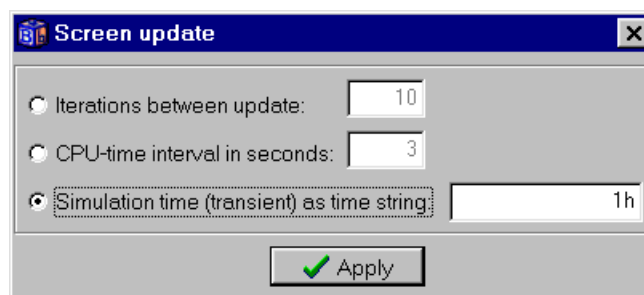 Screen update
Iterations between update: 10
CPU-time interval in seconds: 3
Simulation time (transient) as time string: 1h
Apply